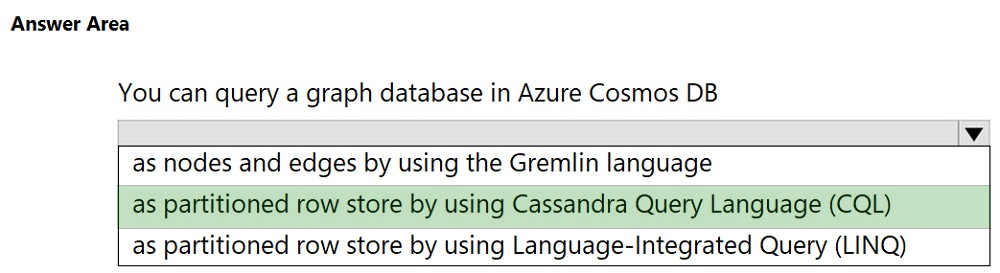 Answer Area
You can query a graph database in Azure Cosmos DB
as nodes and edges by using the Gremlin language
as partitioned row store by using Cassandra Query Language (CQL)
as partitioned row store by using Language-Integrated Query (LINQ)